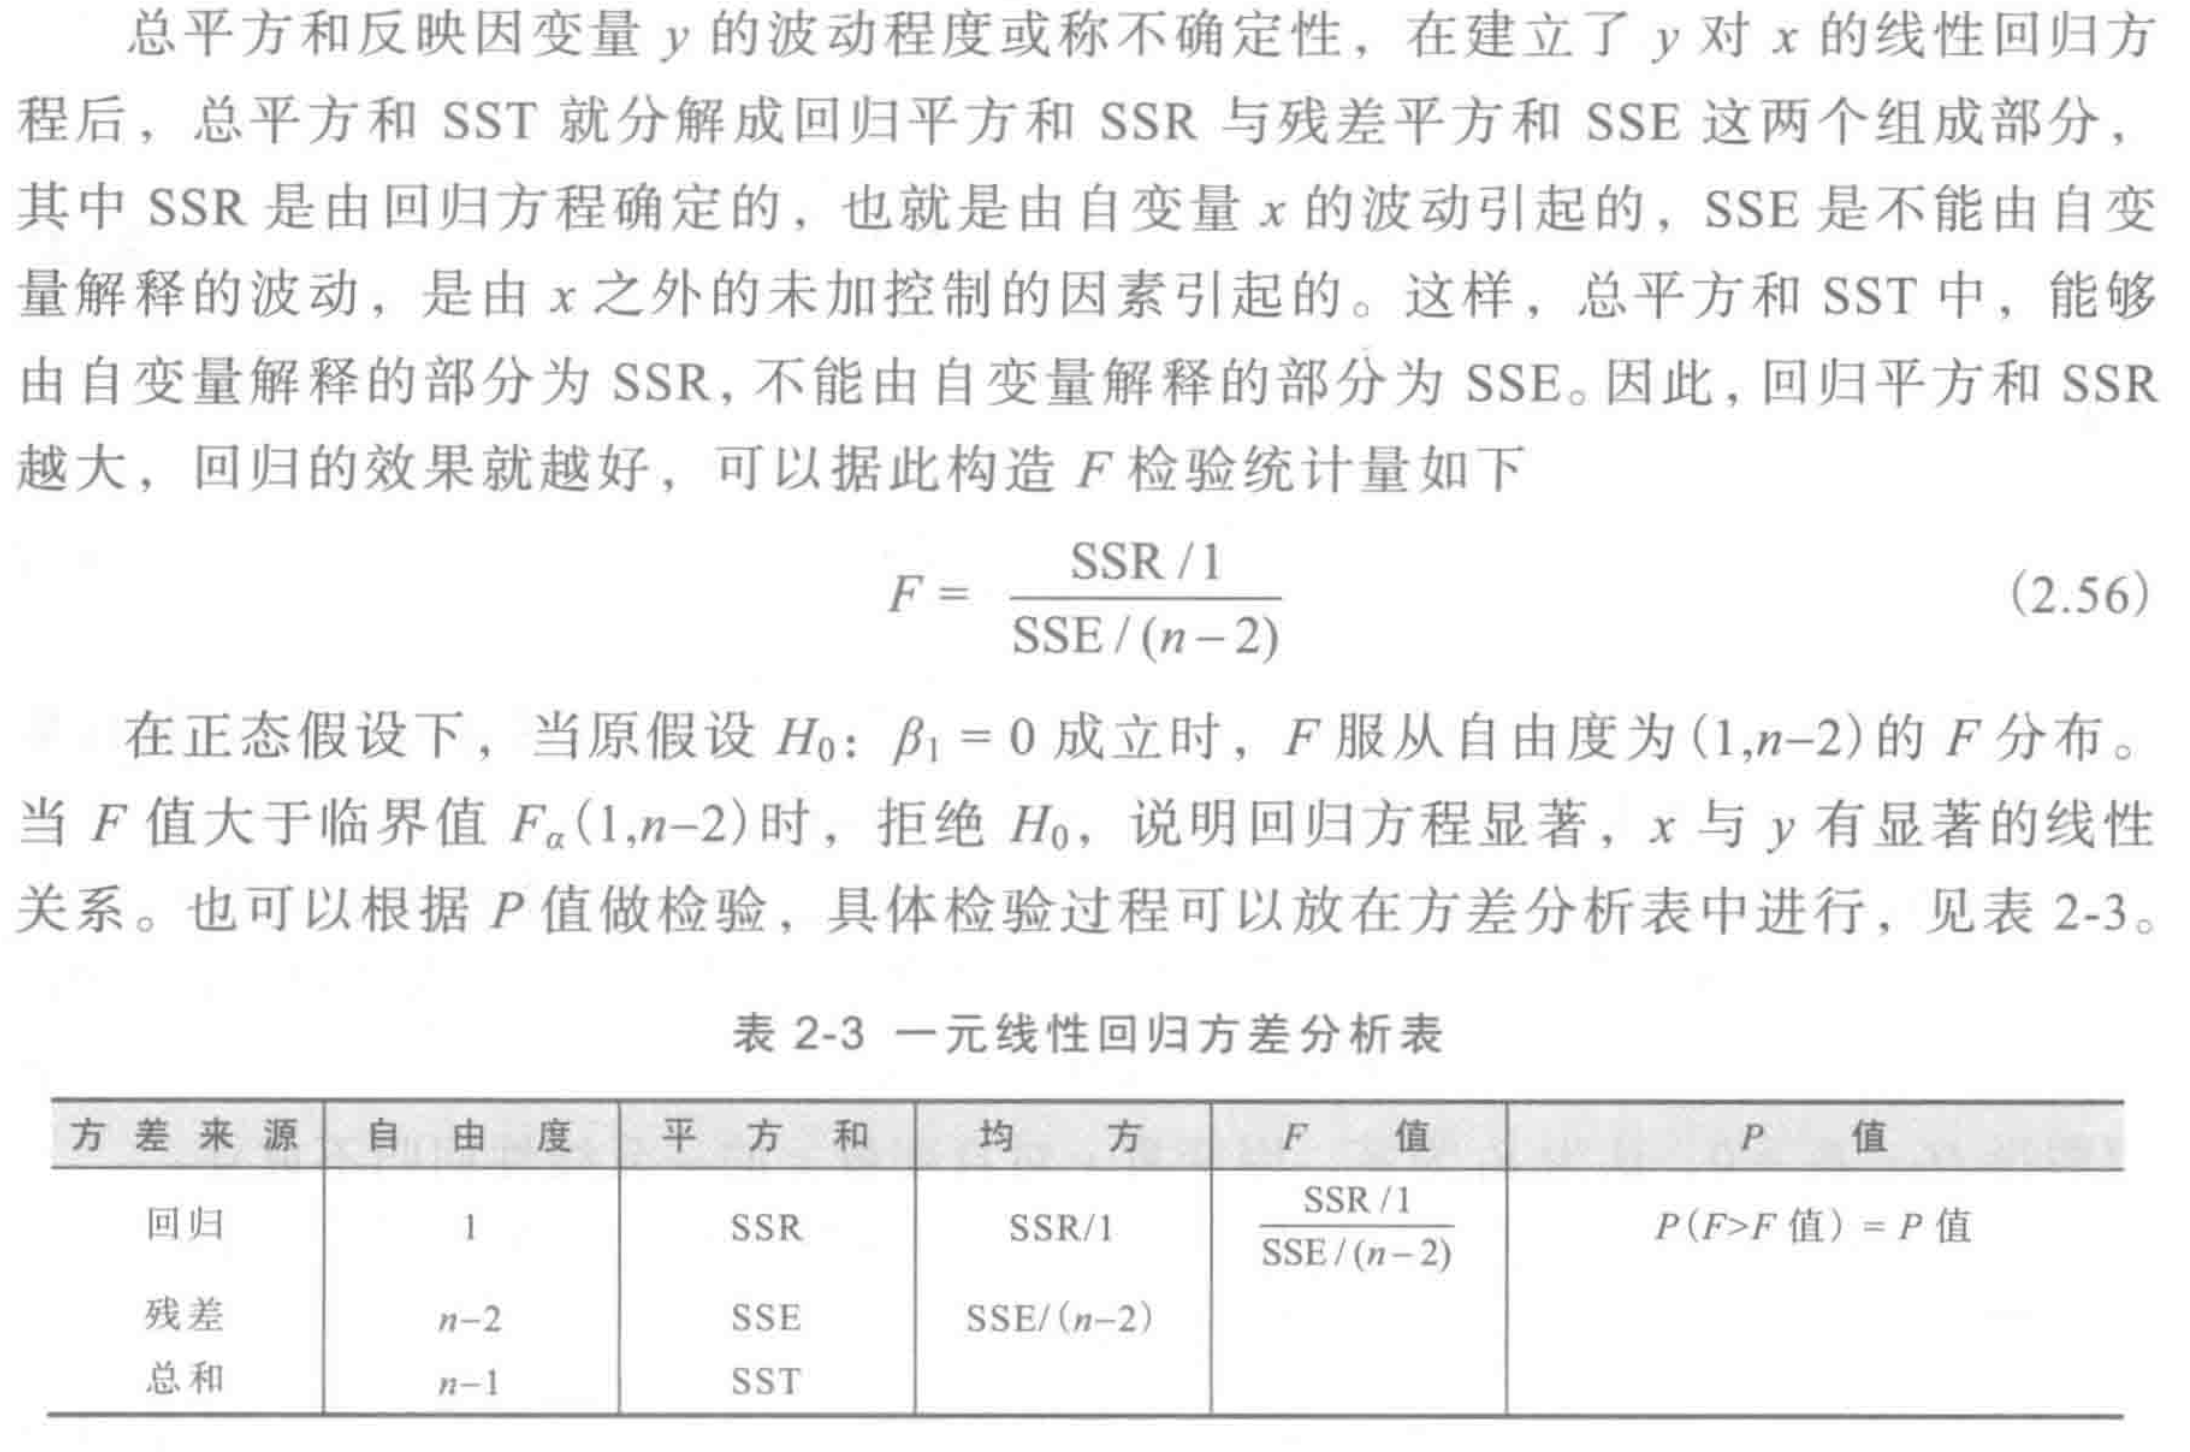 总平方和反映因变量 y 的波动程度或称不确定性，在建立了 y 对 x 的线性回归方
程后，总平方和 SST 就分解成回归平方和 SSR 与残差平方和 SSE 这两个组成部分，
其中 SSR 是由回归方程确定的，也就是由自变量 x 的波动引起的，SSE 是不能由自变
量解释的波动，是由 x 之外的未加控制的因素引起的。这样，总平方和 SST 中，能够
由自变量解释的部分为 SSR，不能由自变量解释的部分为 SSE。因此，回归平方和 SSR
越大，回归的效果就越好，可以据此构造 F 检验统计量如下
F = (SSR/1) / (SSE/(n−2)) （2.56）
在正态假设下，当原假设 H₀：β₁ = 0 成立时，F 服从自由度为(1,n−2)的 F 分布。
当 F 值大于临界值 Fα(1,n−2)时，拒绝 H₀，说明回归方程显著，x 与 y 有显著的线性
关系。也可以根据 P 值做检验，具体检验过程可以放在方差分析表中进行，见表 2-3。
表 2-3 一元线性回归方差分析表
方差来源 自由度 平方和 均方 F 值 P 值
回归 1 SSR SSR/1 (SSR/1) / (SSE/(n−2)) P(F>F 值) = P 值
残差 n−2 SSE SSE/(n−2)
总和 n−1 SST